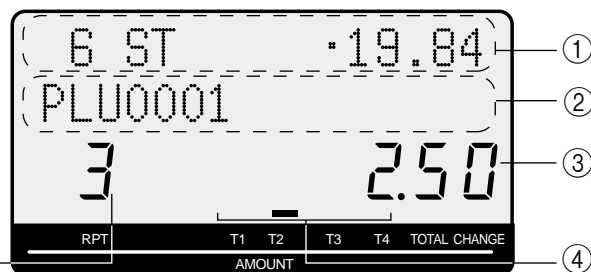 6 ST ·19.84 ①
PLU0001 ②
3 2.50 ③
RPT T1 T2 T3 T4 TOTAL CHANGE
AMOUNT ④